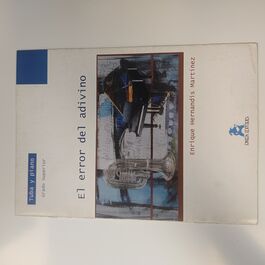 Tuba y piano
Grado superior
El error del adivino
Enrique Hernandis Martínez